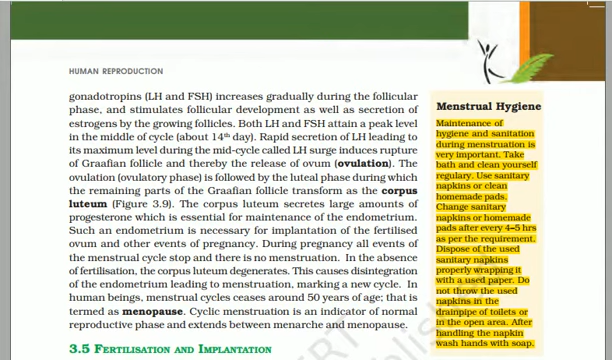 HUMAN REPRODUCTION
gonadotropins (LH and FSH) increases gradually during the follicular
phase, and stimulates follicular development as well as secretion of
estrogens by the growing follicles. Both LH and FSH attain a peak level
in the middle of cycle (about 14th day). Rapid secretion of LH leading to
its maximum level during the mid-cycle called LH surge induces rupture
of Graafian follicle and thereby the release of ovum (ovulation). The
ovulation (ovulatory phase) is followed by the luteal phase during which
the remaining parts of the Graafian follicle transform as the corpus
luteum (Figure 3.9). The corpus luteum secretes large amounts of
progesterone which is essential for maintenance of the endometrium.
Such an endometrium is necessary for implantation of the fertilised
ovum and other events of pregnancy. During pregnancy all events of
the menstrual cycle stop and there is no menstruation. In the absence
of fertilisation, the corpus luteum degenerates. This causes disintegration
of the endometrium leading to menstruation, marking a new cycle. In
human beings, menstrual cycles ceases around 50 years of age; that is
termed as menopause. Cyclic menstruation is an indicator of normal
reproductive phase and extends between menarche and menopause.
3.5 FERTILISATION AND IMPLANTATION
Menstrual Hygiene
Maintenance of
hygiene and sanitation
during menstruation is
very important. Take
bath and clean yourself
regulary. Use sanitary
napkins or clean
homemade pads.
Change sanitary
napkins or homemade
pads after every 4–5 hrs
as per the requirement.
Dispose of the used
sanitary napkins
properly wrapping it
with a used paper. Do
not throw the used
napkins in the
drainpipe of toilets or
in the open area. After
handling the napkin
wash hands with soap.